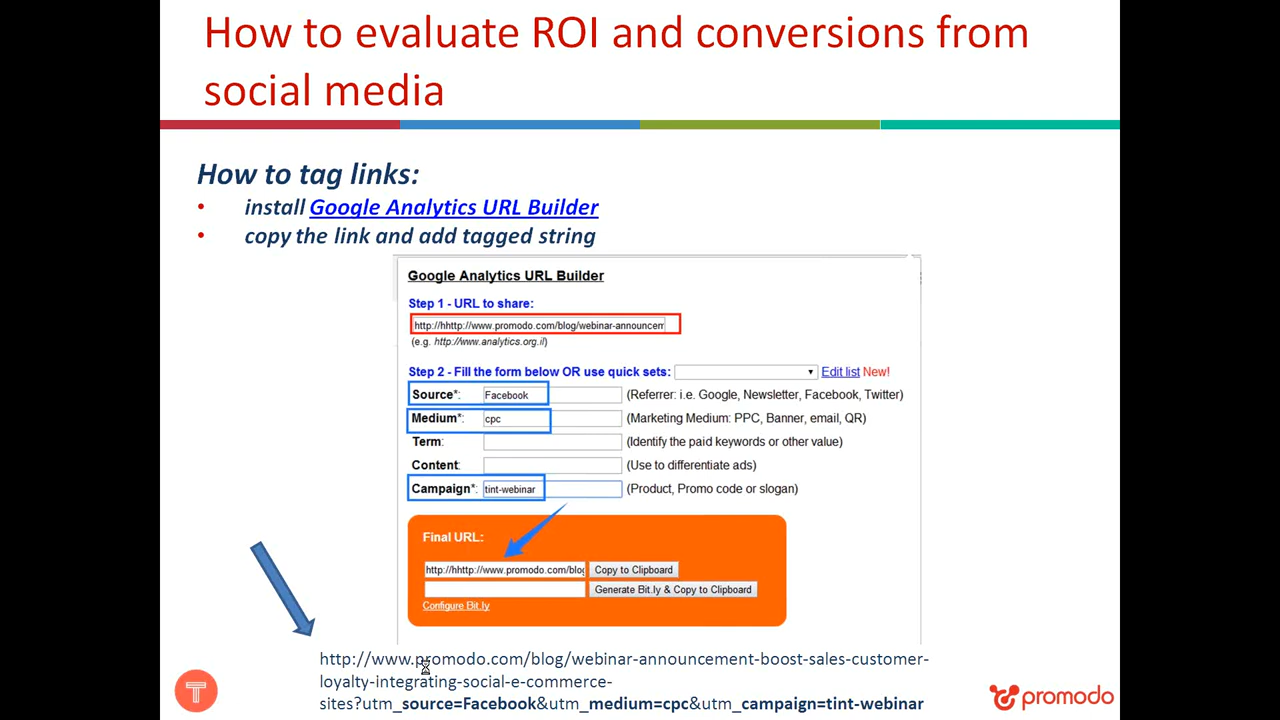 How to evaluate ROI and conversions from
social media
How to tag links:
• install Google Analytics URL Builder
• copy the link and add tagged string
Google Analytics URL Builder
Step 1 - URL to share:
http://hhttp://www.promodo.com/blog/webinar-announcem
(e.g. http://www.analytics.org.il)
Step 2 - Fill the form below OR use quick sets: Edit list New!
Source*: Facebook (Referrer: i.e. Google, Newsletter, Facebook, Twitter)
Medium*: cpc (Marketing Medium: PPC, Banner, email, QR)
Term: (Identify the paid keywords or other value)
Content: (Use to differentiate ads)
Campaign*: tint-webinar (Product, Promo code or slogan)
Final URL:
http://hhttp://www.promodo.com/blog Copy to Clipboard
Generate Bit.ly & Copy to Clipboard
Configure Bit.ly
http://www.promodo.com/blog/webinar-announcement-boost-sales-customer-
loyalty-integrating-social-e-commerce-
sites?utm_source=Facebook&utm_medium=cpc&utm_campaign=tint-webinar
T
promodo